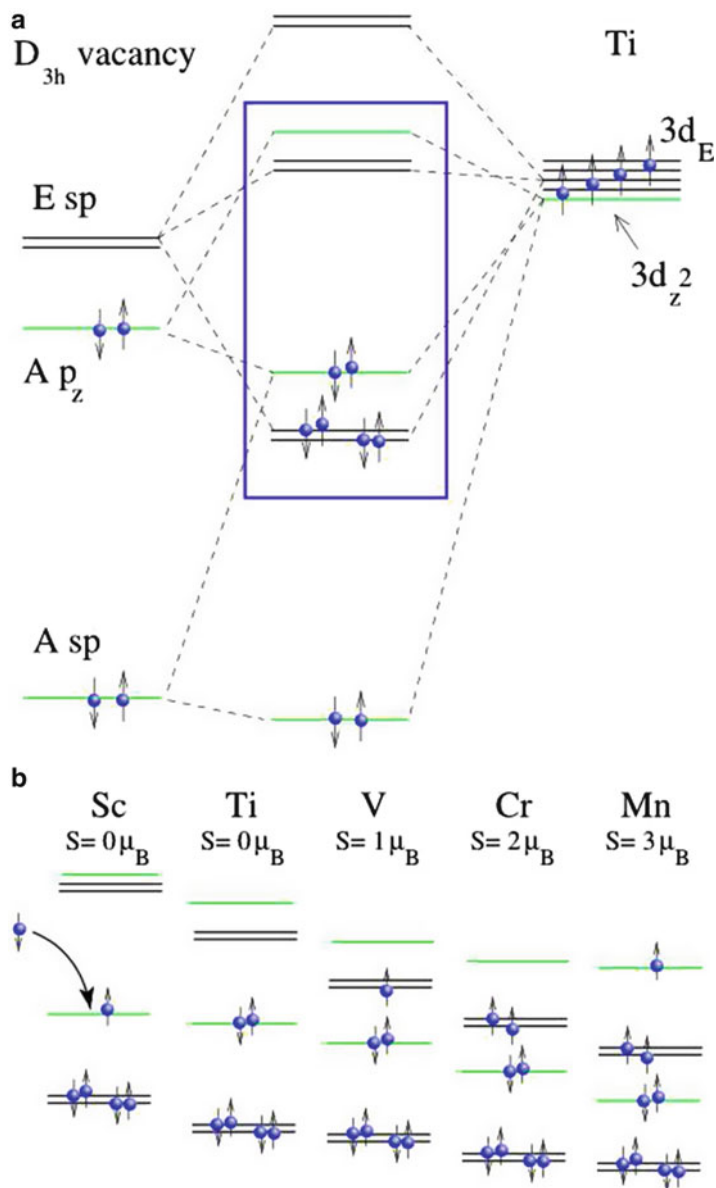 a
D3h vacancy
Ti
3dE
E sp
3dz2
A pz
A sp
b
Sc Ti V Cr Mn
S= 0μB S= 0μB S= 1μB S= 2μB S= 3μB